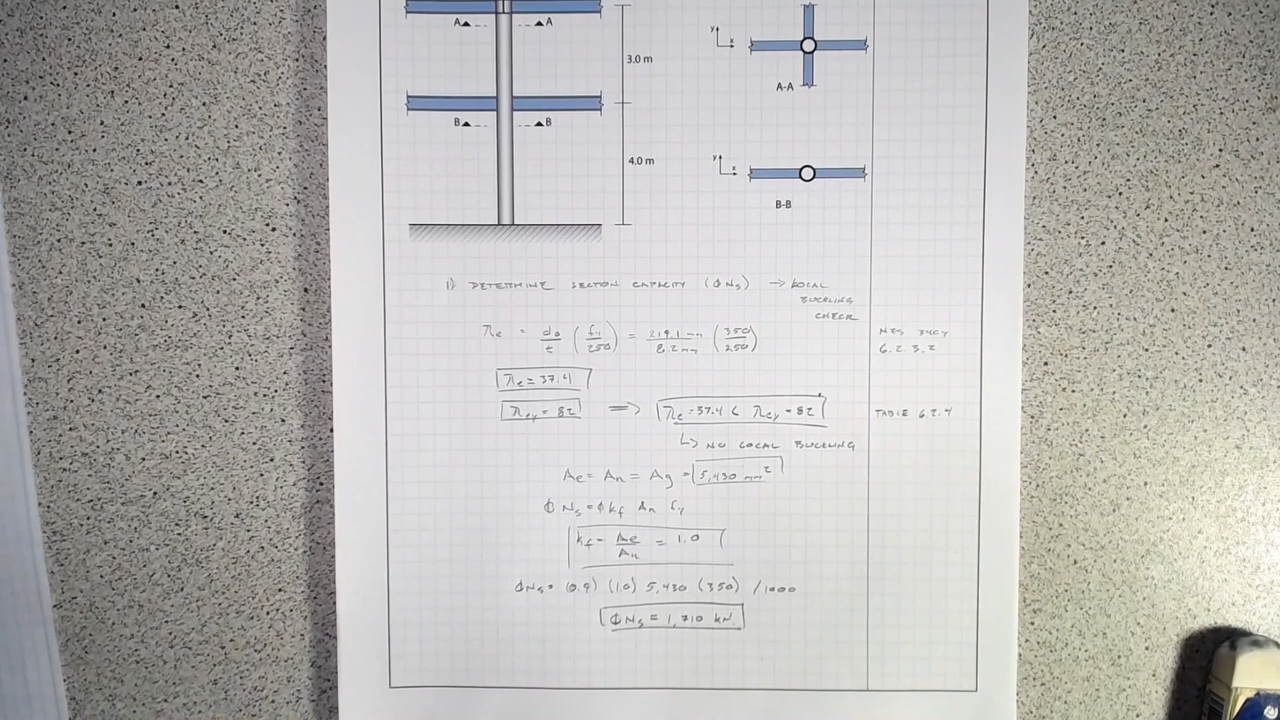 A A
3.0 m
y
x
A-A
B B
4.0 m
y
x
B-B
1) DETERMINE SECTION CAPACITY (ΦNs) → LOCAL
BUCKLING
CHECK
λe = do/t (fy/250) = 219.1 mm/8.2 mm (350/250)
NZS 3404
6.2.3.2
λe = 37.4
λey = 82 ⇒ λe = 37.4 < λey = 82
TABLE 6.2.4
↳ NO LOCAL BUCKLING
Ae = An = Ag = 5,430 mm²
ΦNs = Φ kf An fy
kf = Ae/An = 1.0
ΦNs = (0.9) (1.0) 5,430 (350) /1000
ΦNs = 1,710 kN.